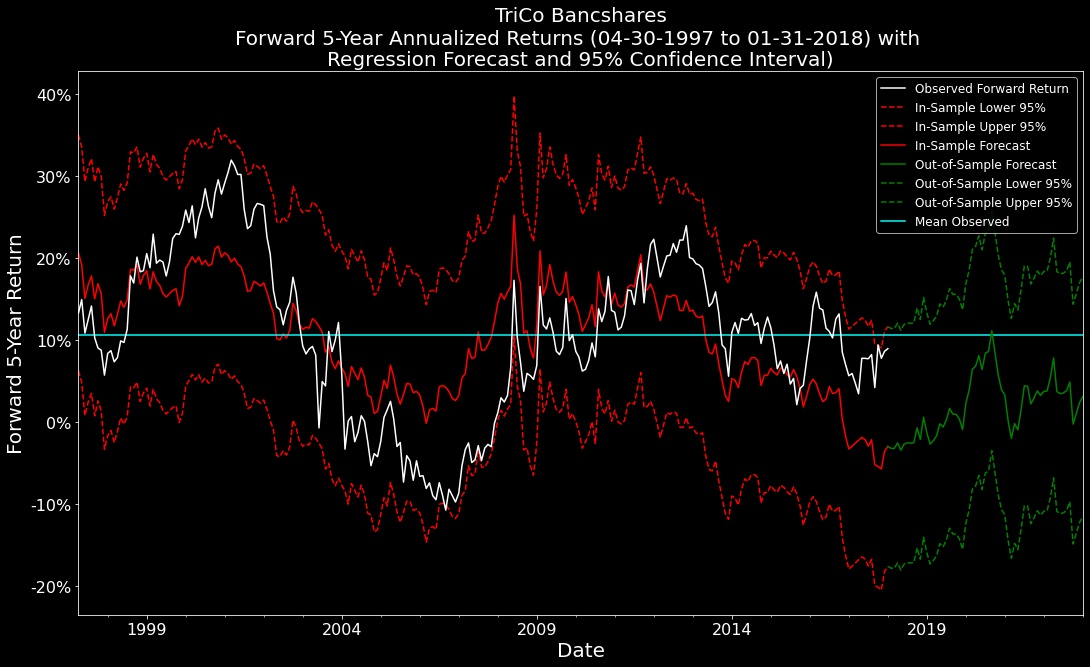 TriCo Bancshares
Forward 5-Year Annualized Returns (04-30-1997 to 01-31-2018) with
Regression Forecast and 95% Confidence Interval)
Forward 5-Year Return
40%
30%
20%
10%
0%
-10%
-20%
Observed Forward Return
In-Sample Lower 95%
In-Sample Upper 95%
In-Sample Forecast
Out-of-Sample Forecast
Out-of-Sample Lower 95%
Out-of-Sample Upper 95%
Mean Observed
1999
2004
2009
2014
2019
Date